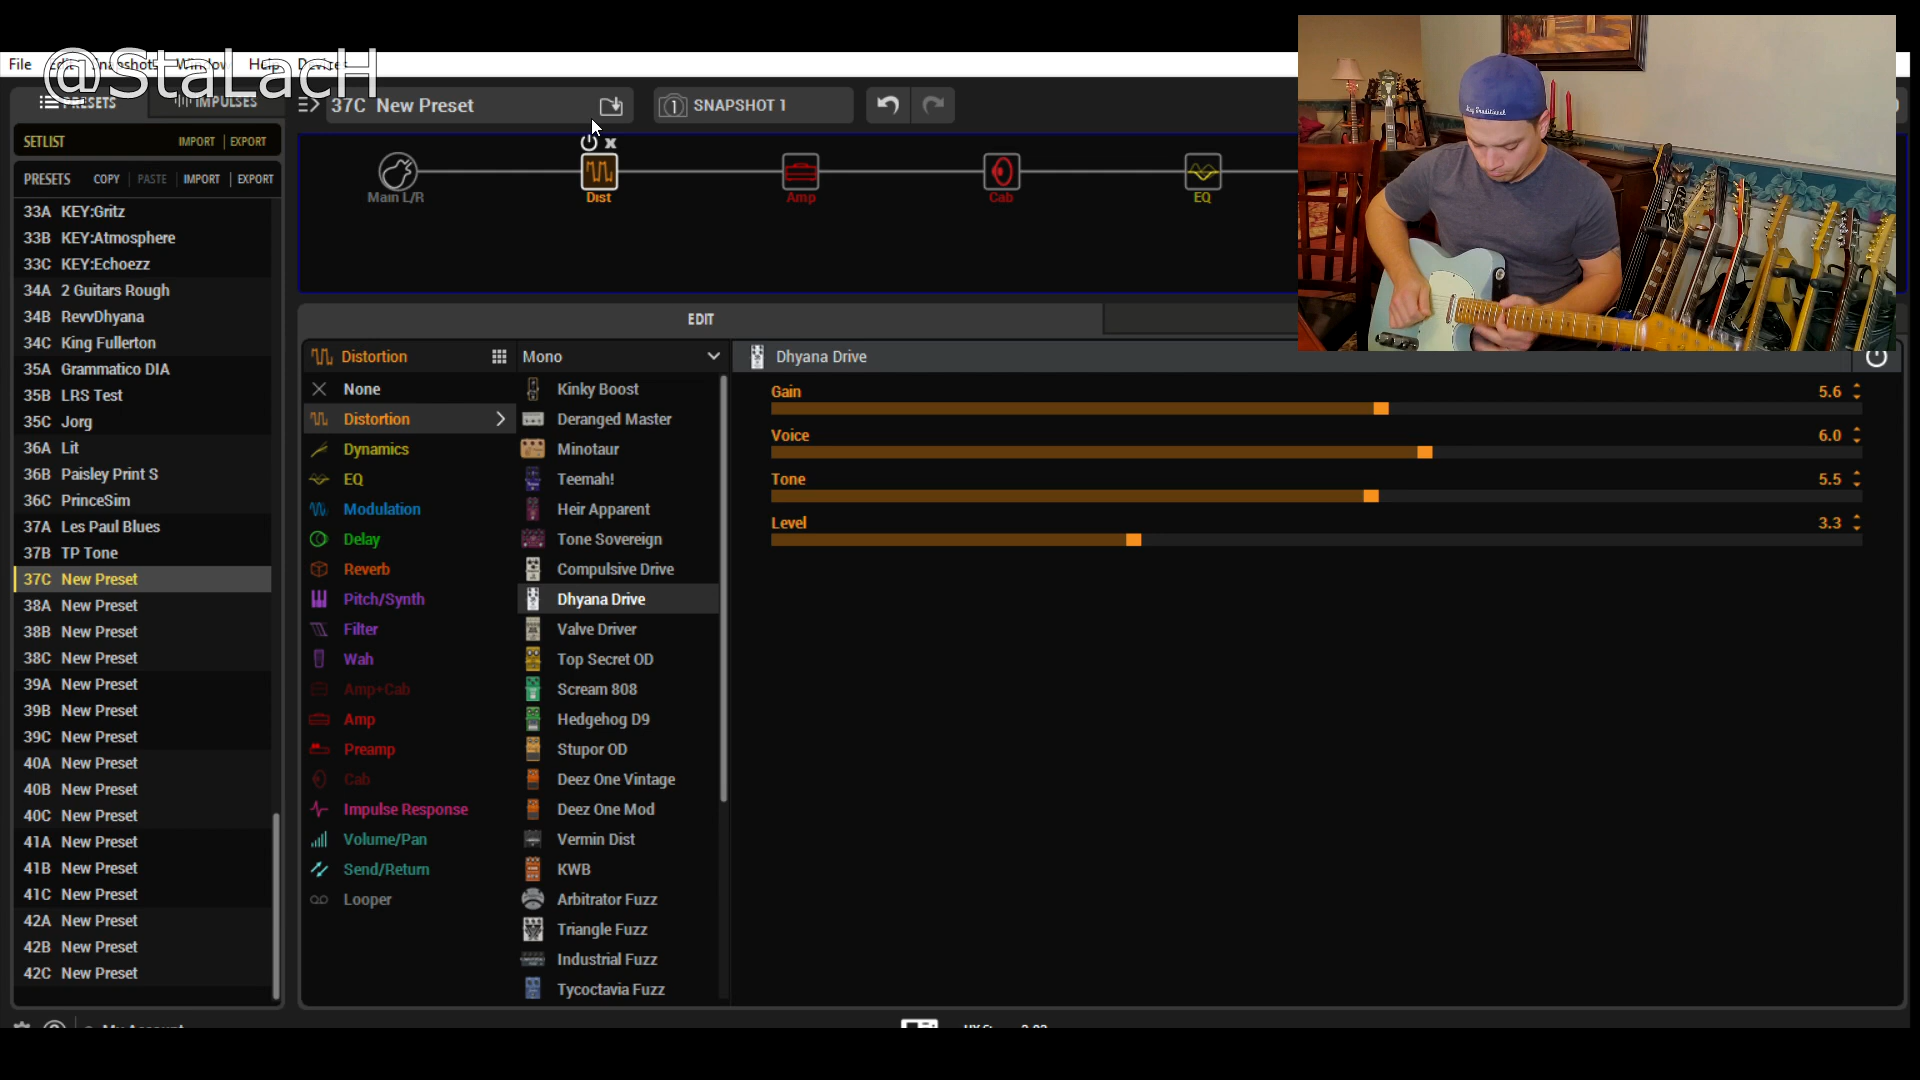 @StaLacH
File Edit Snapshots Window Help Device
PRESETS IMPULSES
37C New Preset
1 SNAPSHOT 1
SETLIST IMPORT | EXPORT
PRESETS COPY | PASTE | IMPORT | EXPORT
33A KEY:Gritz
33B KEY:Atmosphere
33C KEY:Echoezz
34A 2 Guitars Rough
34B RevvDhyana
34C King Fullerton
35A Grammatico DIA
35B LRS Test
35C Jorg
36A Lit
36B Paisley Print S
36C PrinceSim
37A Les Paul Blues
37B TP Tone
37C New Preset
38A New Preset
38B New Preset
38C New Preset
39A New Preset
39B New Preset
39C New Preset
40A New Preset
40B New Preset
40C New Preset
41A New Preset
41B New Preset
41C New Preset
42A New Preset
42B New Preset
42C New Preset
My Account
Main L/R
Dist
Amp
Cab
EQ
EDIT
Distortion
None
Distortion
Dynamics
EQ
Modulation
Delay
Reverb
Pitch/Synth
Filter
Wah
Amp+Cab
Amp
Preamp
Cab
Impulse Response
Volume/Pan
Send/Return
Looper
Mono
Kinky Boost
Deranged Master
Minotaur
Teemah!
Heir Apparent
Tone Sovereign
Compulsive Drive
Dhyana Drive
Valve Driver
Top Secret OD
Scream 808
Hedgehog D9
Stupor OD
Deez One Vintage
Deez One Mod
Vermin Dist
KWB
Arbitrator Fuzz
Triangle Fuzz
Industrial Fuzz
Tycoctavia Fuzz
Dhyana Drive
Gain 5.6
Voice 6.0
Tone 5.5
Level 3.3